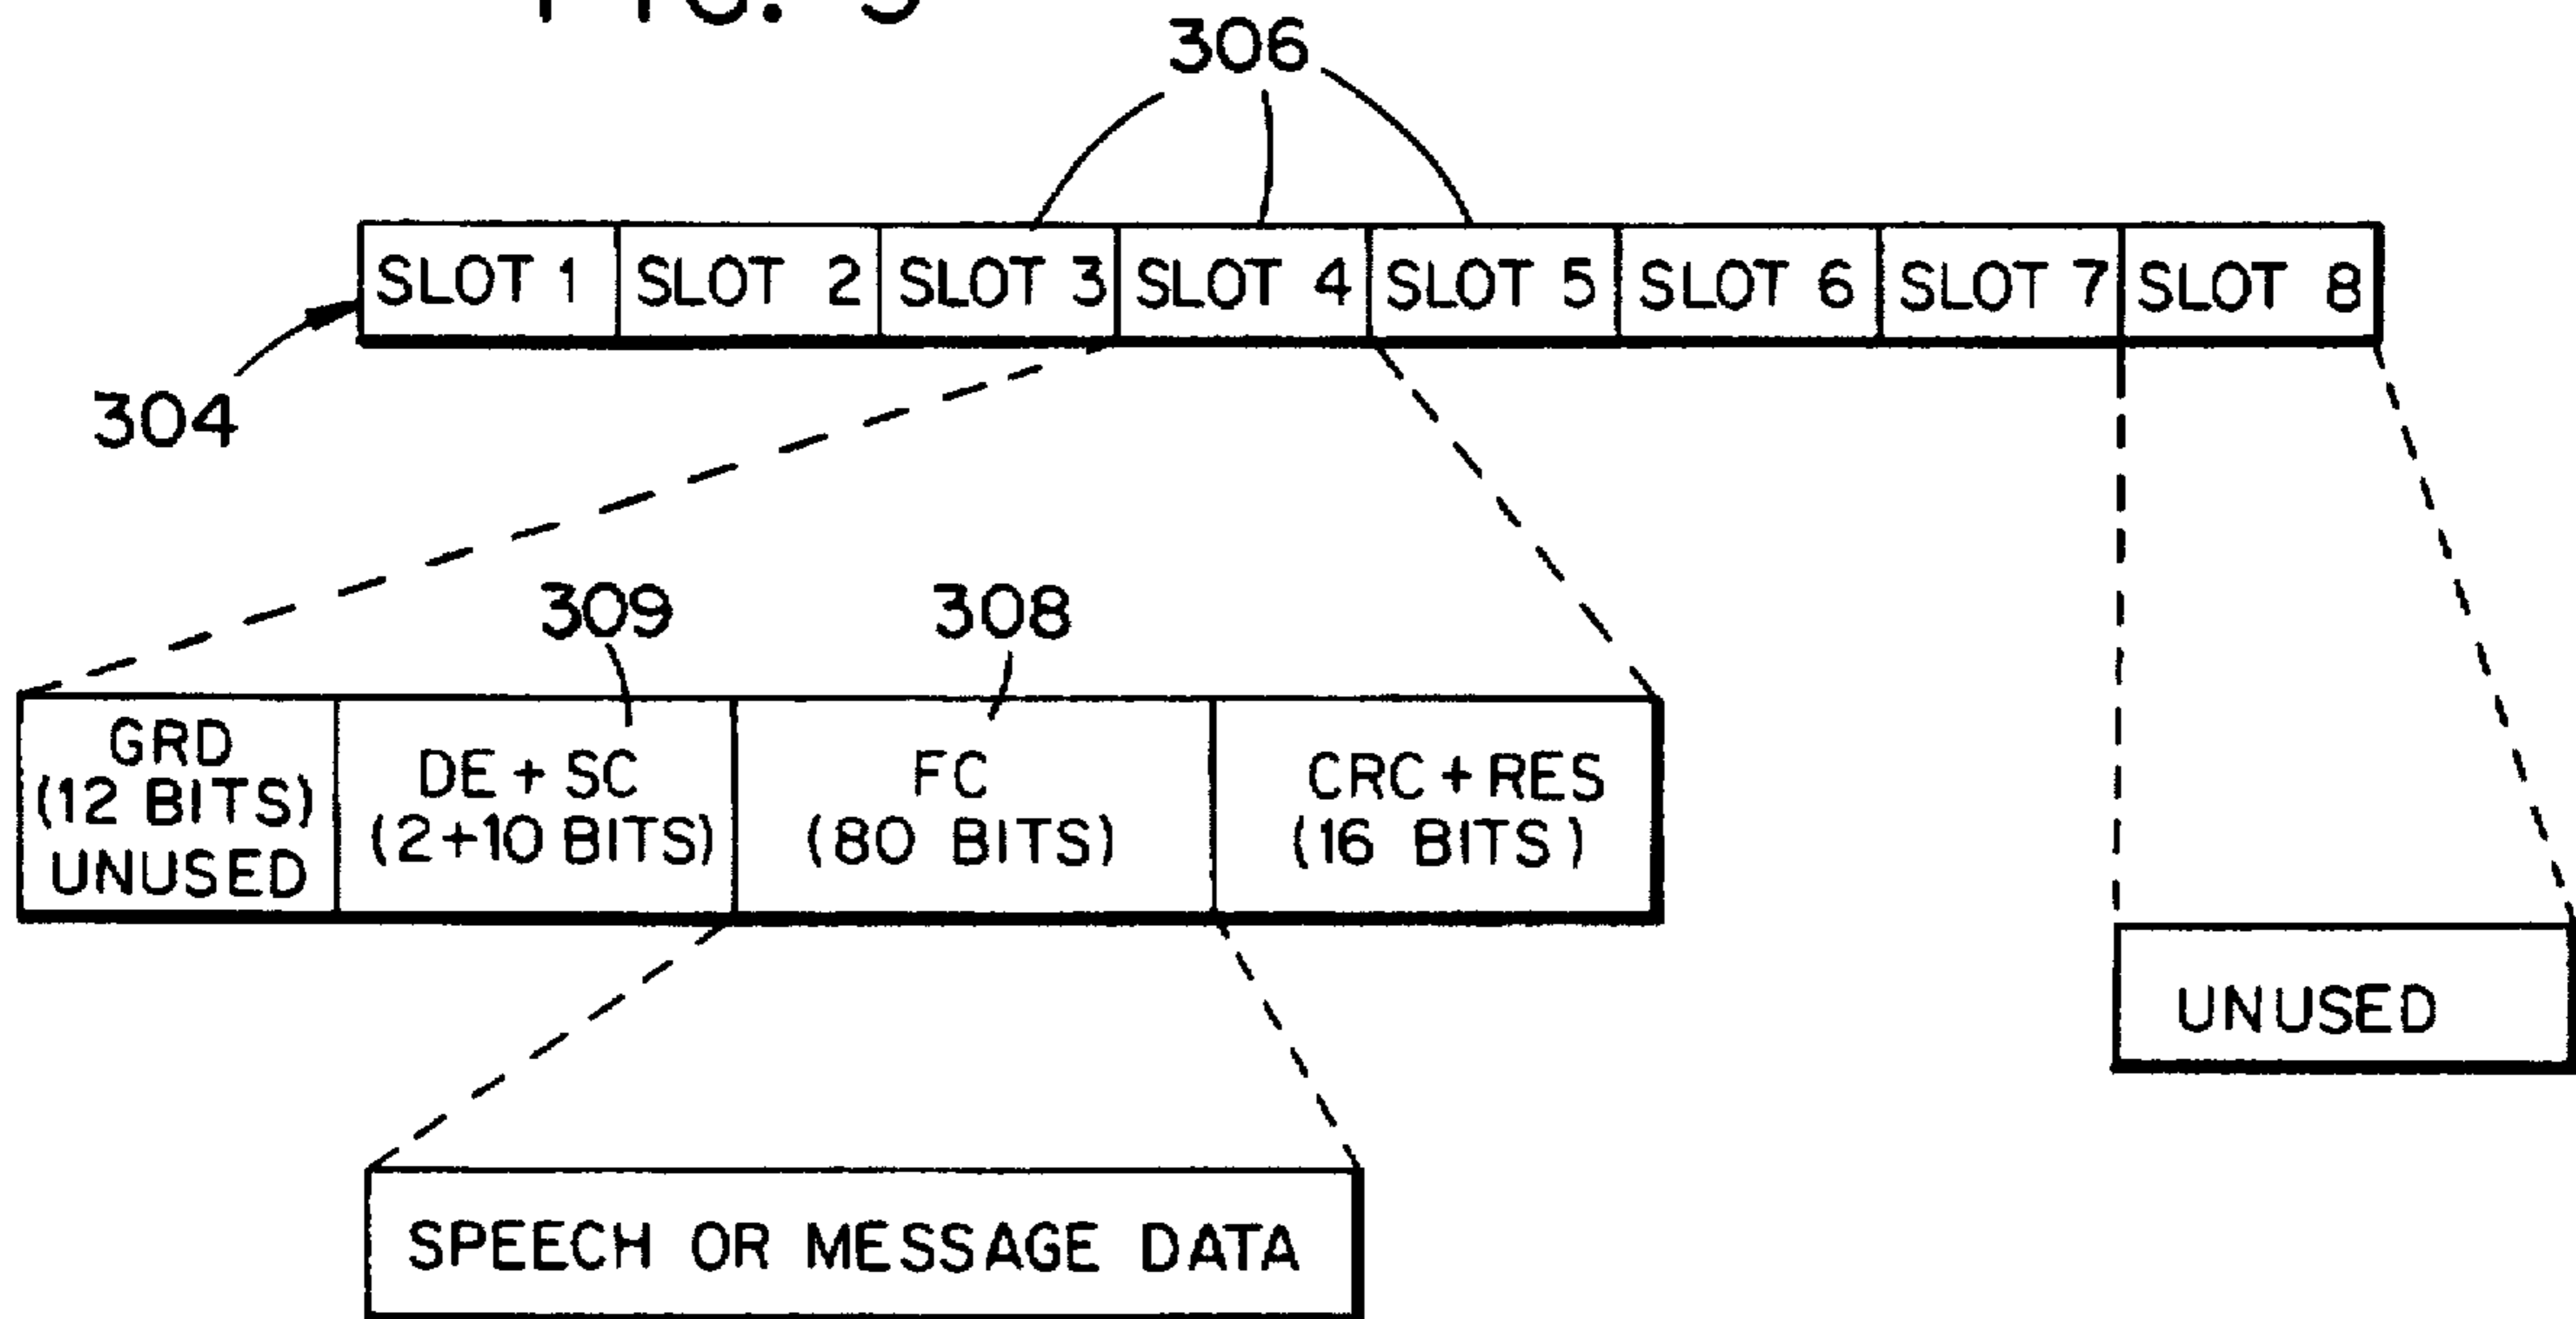 306
SLOT 1 SLOT 2 SLOT 3 SLOT 4 SLOT 5 SLOT 6 SLOT 7 SLOT 8
304
309 308
GRD
(12 BITS)
UNUSED
DE + SC
(2+10 BITS)
FC
(80 BITS)
CRC + RES
(16 BITS)
UNUSED
SPEECH OR MESSAGE DATA